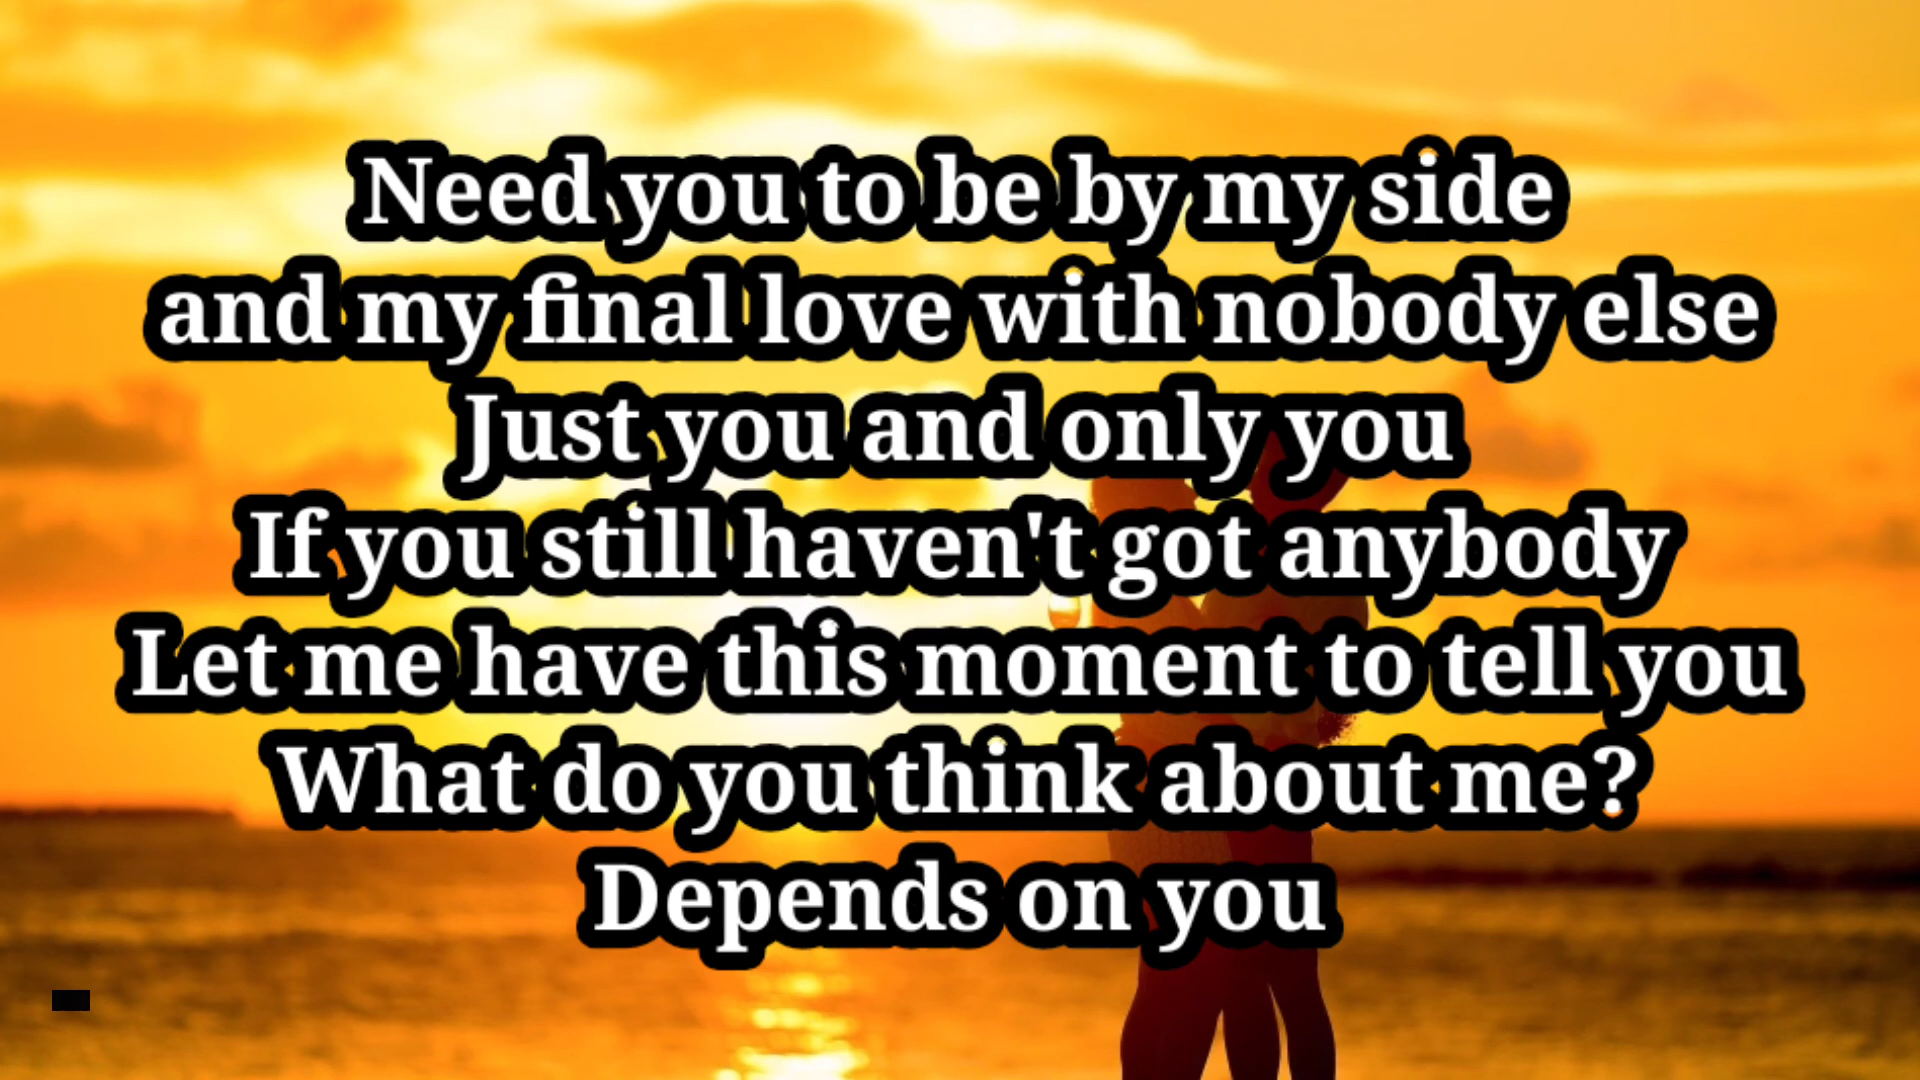 Need you to be by my side
and my final love with nobody else
Just you and only you
If you still haven't got anybody
Let me have this moment to tell you
What do you think about me?
Depends on you